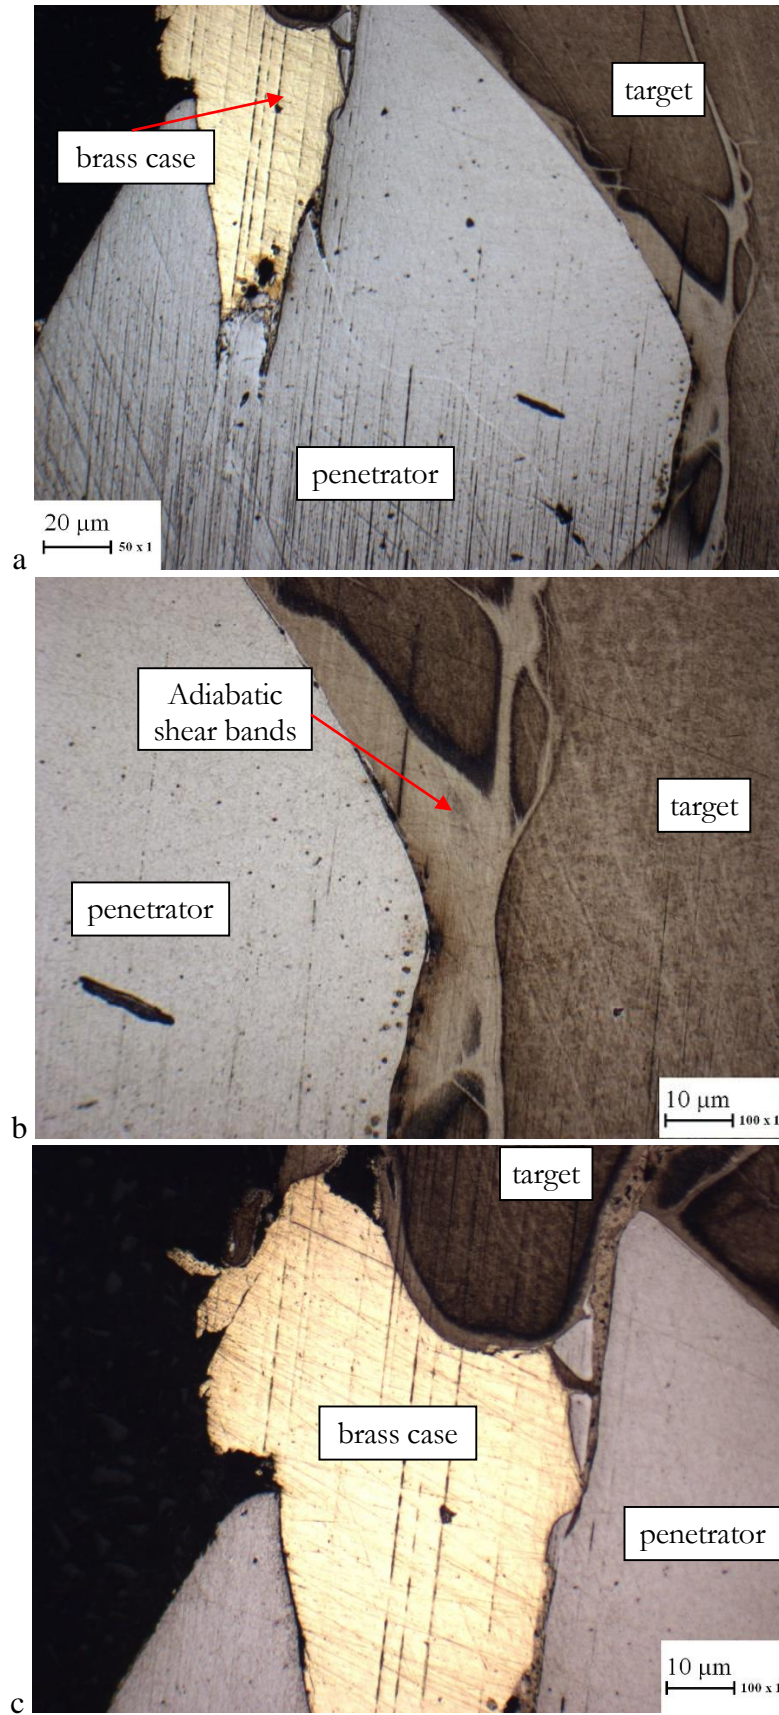 target
brass case
penetrator
20 µm
50 x 1
a
Adiabatic
shear bands
target
penetrator
10 µm
100 x 1
b
target
brass case
penetrator
10 µm
100 x 1
c